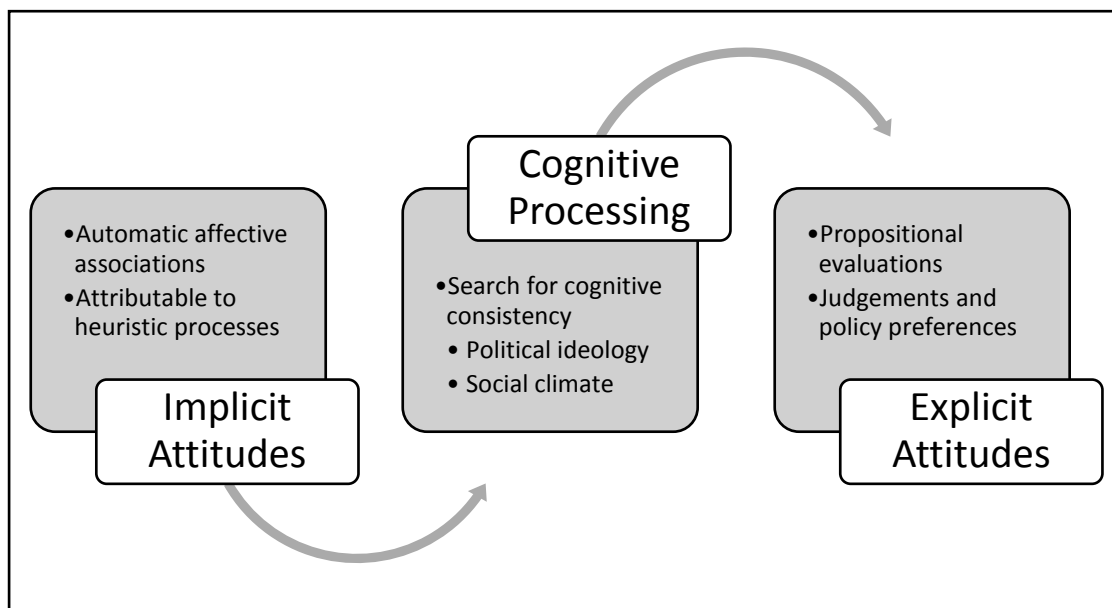 •Automatic affective
associations
•Attributable to
heuristic processes
Implicit
Attitudes
Cognitive
Processing
•Search for cognitive
consistency
• Political ideology
• Social climate
•Propositional
evaluations
•Judgements and
policy preferences
Explicit
Attitudes